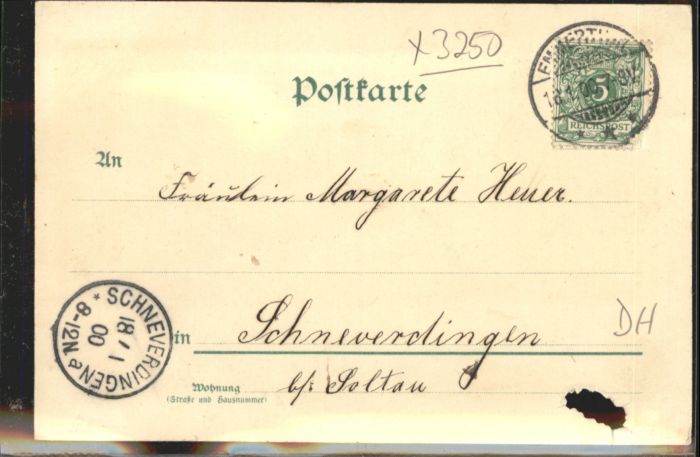 x3250
Postkarte
5
REICHSPOST
An
Fräulein Margarete Heuer.
SCHNEVERDINGEN
18/1
00
8-12Na
in Schneverdingen
DH
Wohnung
(Straße und Hausnummer)
b/. Soltau